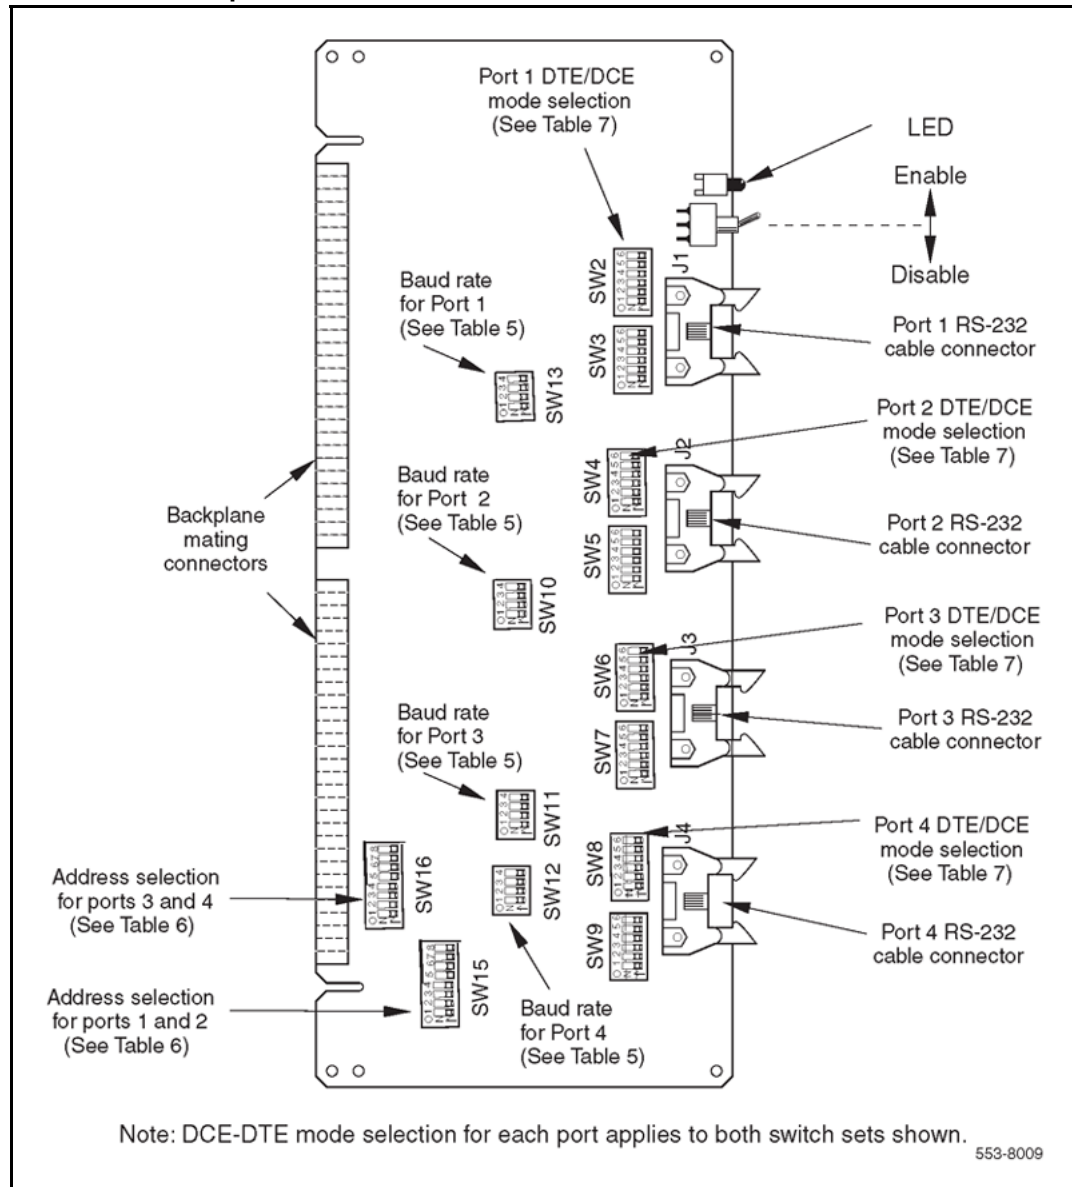 Port 1 DTE/DCE
mode selection
(See Table 7)
LED
Enable
Disable
SW2
J1
Baud rate
for Port 1
(See Table 5)
SW3
Port 1 RS-232
cable connector
SW13
Port 2 DTE/DCE
mode selection
(See Table 7)
J2
SW4
Baud rate
for Port 2
(See Table 5)
Backplane
mating
connectors
SW5
Port 2 RS-232
cable connector
SW10
Port 3 DTE/DCE
mode selection
(See Table 7)
J3
SW6
Baud rate
for Port 3
(See Table 5)
SW7
Port 3 RS-232
cable connector
SW11
Port 4 DTE/DCE
mode selection
(See Table 7)
J4
SW8
SW12
SW16
Address selection
for ports 3 and 4
(See Table 6)
SW9
Port 4 RS-232
cable connector
SW15
Address selection
for ports 1 and 2
(See Table 6)
Baud rate
for Port 4
(See Table 5)
Note: DCE-DTE mode selection for each port applies to both switch sets shown.
553-8009